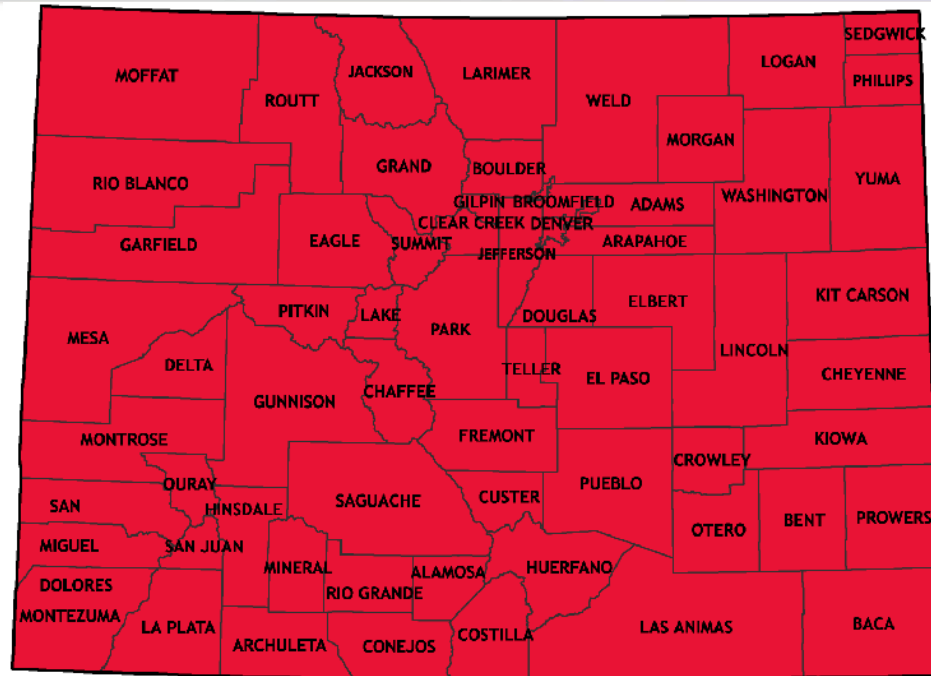 SEDGWICK
LOGAN
MOFFAT
JACKSON
LARIMER
PHILLIPS
ROUTT
WELD
MORGAN
GRAND
BOULDER
RIO BLANCO
YUMA
WASHINGTON
GILPIN BROOMFIELD
ADAMS
CLEAR CREEK DENVER
GARFIELD
EAGLE
SUMMIT
ARAPAHOE
JEFFERSON
KIT CARSON
ELBERT
PITKIN
LAKE
DOUGLAS
PARK
MESA
LINCOLN
DELTA
TELLER
EL PASO
CHEYENNE
CHAFFEE
GUNNISON
FREMONT
MONTROSE
KIOWA
CROWLEY
OURAY
PUEBLO
CUSTER
SAGUACHE
SAN
HINSDALE
PROWERS
BENT
OTERO
MIGUEL
SAN JUAN
MINERAL
HUERFANO
ALAMOSA
DOLORES
RIO GRANDE
MONTEZUMA
BACA
LA PLATA
LAS ANIMAS
COSTILLA
ARCHULETA
CONEJOS